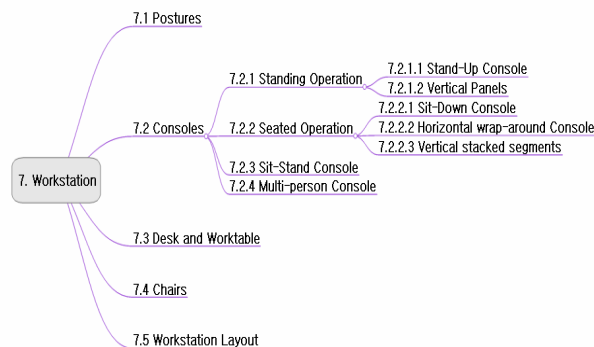 7. Workstation
7.1 Postures
7.2 Consoles
7.2.1 Standing Operation
7.2.1.1 Stand-Up Console
7.2.1.2 Vertical Panels
7.2.2 Seated Operation
7.2.2.1 Sit-Down Console
7.2.2.2 Horizontal wrap-around Console
7.2.2.3 Vertical stacked segments
7.2.3 Sit-Stand Console
7.2.4 Multi-person Console
7.3 Desk and Worktable
7.4 Chairs
7.5 Workstation Layout